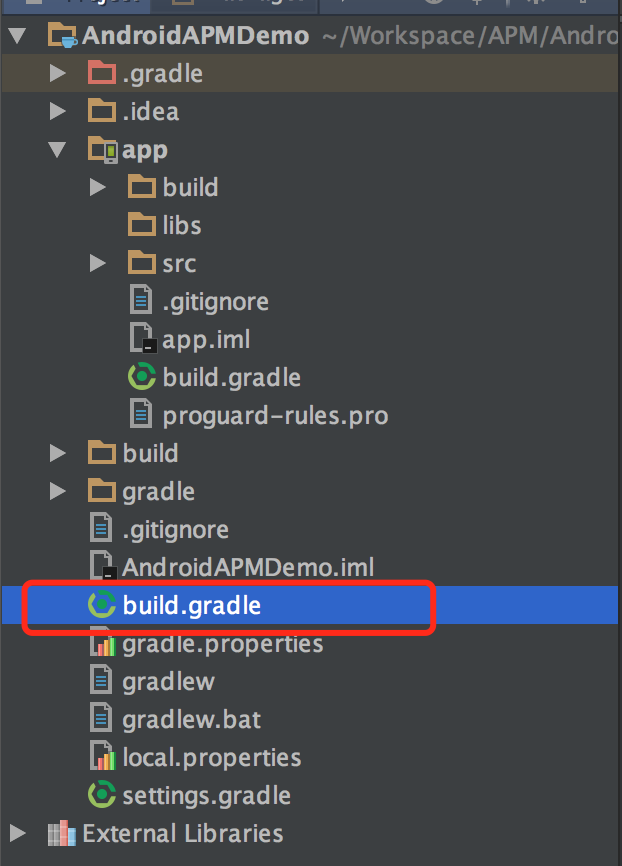 AndroidAPMDemo ~/Workspace/APM/Andro
.gradle
.idea
app
build
libs
src
.gitignore
app.iml
build.gradle
proguard-rules.pro
build
gradle
.gitignore
AndroidAPMDemo.iml
build.gradle
gradle.properties
gradlew
gradlew.bat
local.properties
settings.gradle
External Libraries